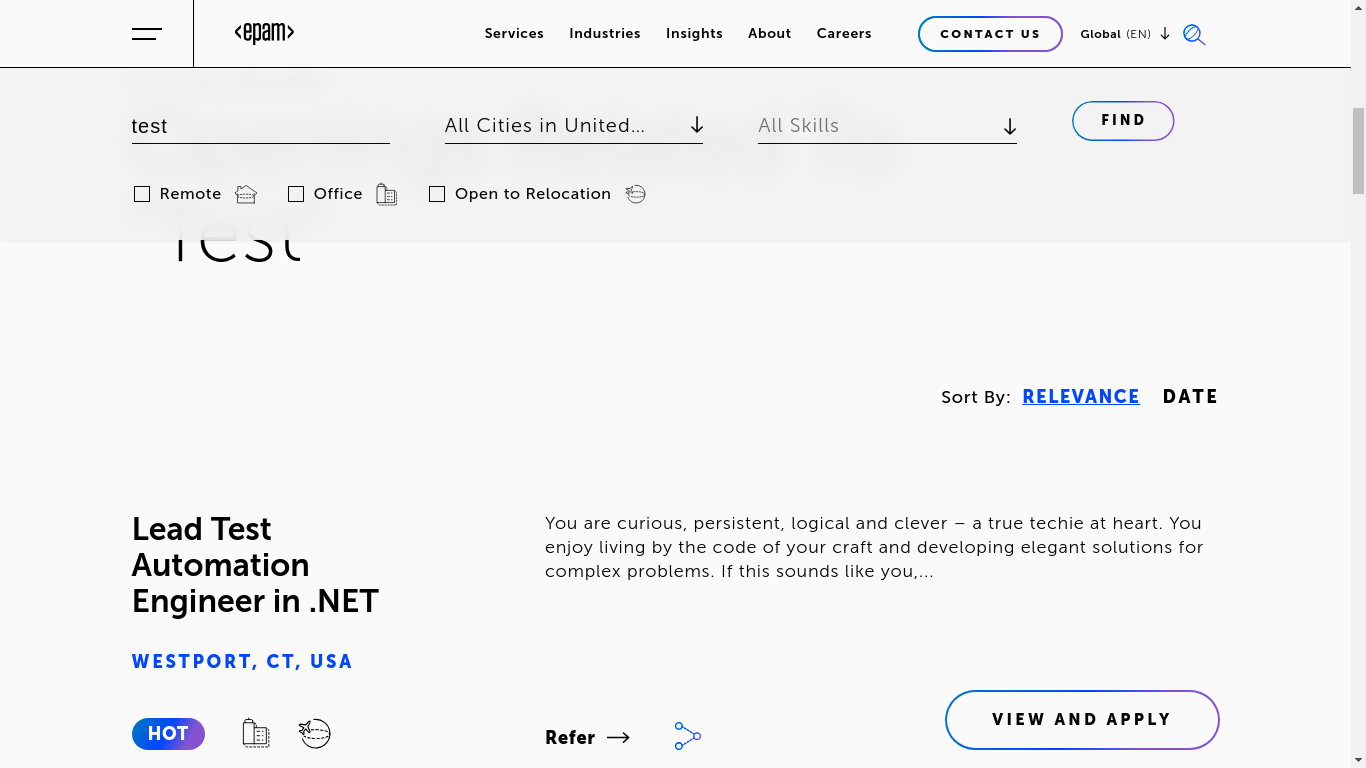 <epam>
Services Industries Insights About Careers CONTACT US Global (EN)
test All Cities in United... All Skills FIND
Remote Office Open to Relocation
Test
Sort By: RELEVANCE DATE
Lead Test
Automation
Engineer in .NET
You are curious, persistent, logical and clever – a true techie at heart. You
enjoy living by the code of your craft and developing elegant solutions for
complex problems. If this sounds like you,...
WESTPORT, CT, USA
HOT
Refer
VIEW AND APPLY